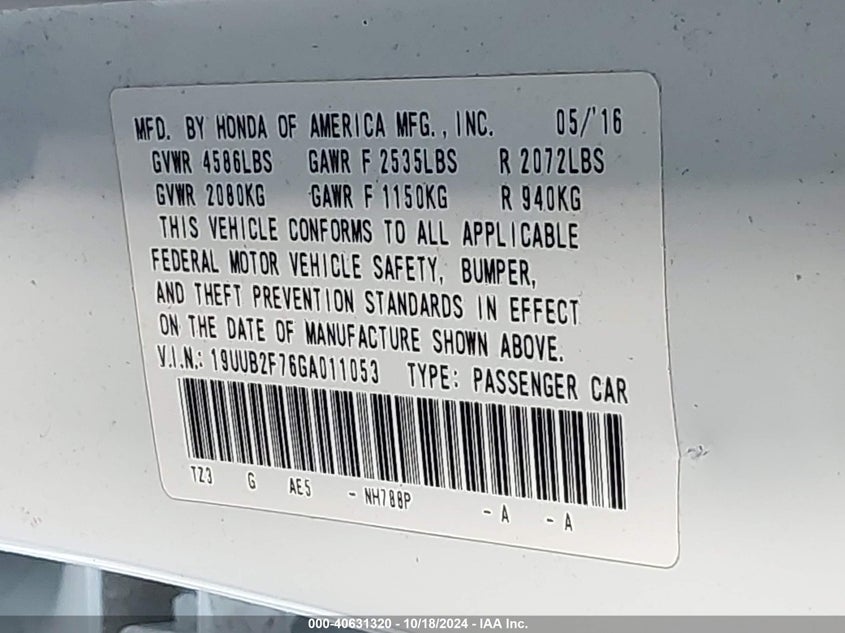 MFD. BY HONDA OF AMERICA MFG., INC. 05/'16
GVWR 4586LBS GAWR F 2535LBS R 2072LBS
GVWR 2080KG GAWR F 1150KG R 940KG
THIS VEHICLE CONFORMS TO ALL APPLICABLE
FEDERAL MOTOR VEHICLE SAFETY, BUMPER,
AND THEFT PREVENTION STANDARDS IN EFFECT
ON THE DATE OF MANUFACTURE SHOWN ABOVE.
V.I.N.: 19UUB2F76GA011053 TYPE: PASSENGER CAR
TZ3 G AE5 - NH788P - A - A
000-40631320 - 10/18/2024 - IAA Inc.